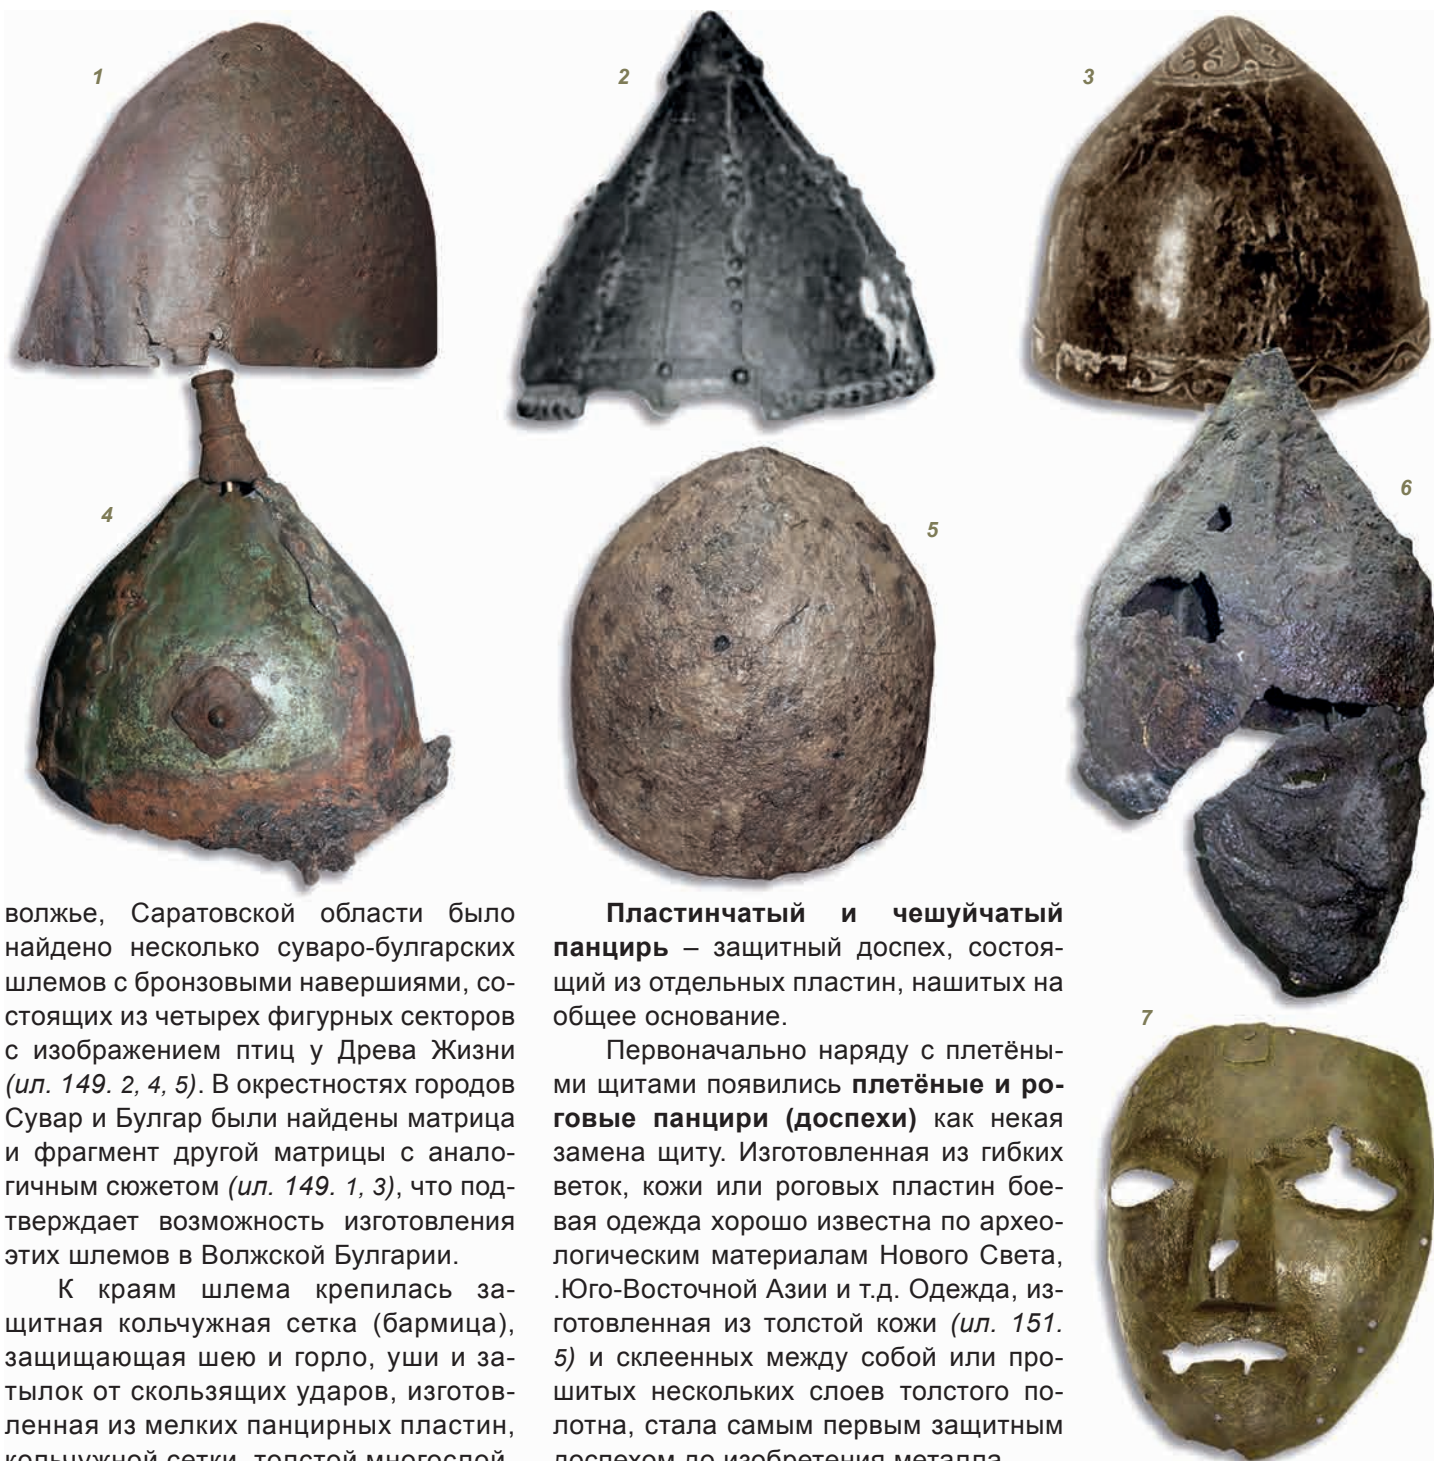 1
2
3
4
5
6
7
волжье, Саратовской области было
найдено несколько суваро-булгарских
шлемов с бронзовыми навершиями, со-
стоящих из четырех фигурных секторов
с изображением птиц у Древа Жизни
(ил. 149. 2, 4, 5). В окрестностях городов
Сувар и Булгар были найдены матрица
и фрагмент другой матрицы с анало-
гичным сюжетом (ил. 149. 1, 3), что под-
тверждает возможность изготовления
этих шлемов в Волжской Булгарии.
К краям шлема крепилась за-
щитная кольчужная сетка (бармица),
защищающая шею и горло, уши и за-
тылок от скользящих ударов, изготов-
ленная из мелких панцирных пластин,
кольчужной сетки, толстой многослой-
Пластинчатый и чешуйчатый
панцирь – защитный доспех, состоя-
щий из отдельных пластин, нашитых на
общее основание.
Первоначально наряду с плетёны-
ми щитами появились плетёные и ро-
говые панцири (доспехи) как некая
замена щиту. Изготовленная из гибких
веток, кожи или роговых пластин бое-
вая одежда хорошо известна по архео-
логическим материалам Нового Света,
.Юго-Восточной Азии и т.д. Одежда, из-
готовленная из толстой кожи (ил. 151.
5) и склеенных между собой или про-
шитых нескольких слоев толстого по-
лотна, стала самым первым защитным
доспехом до изобретения металла